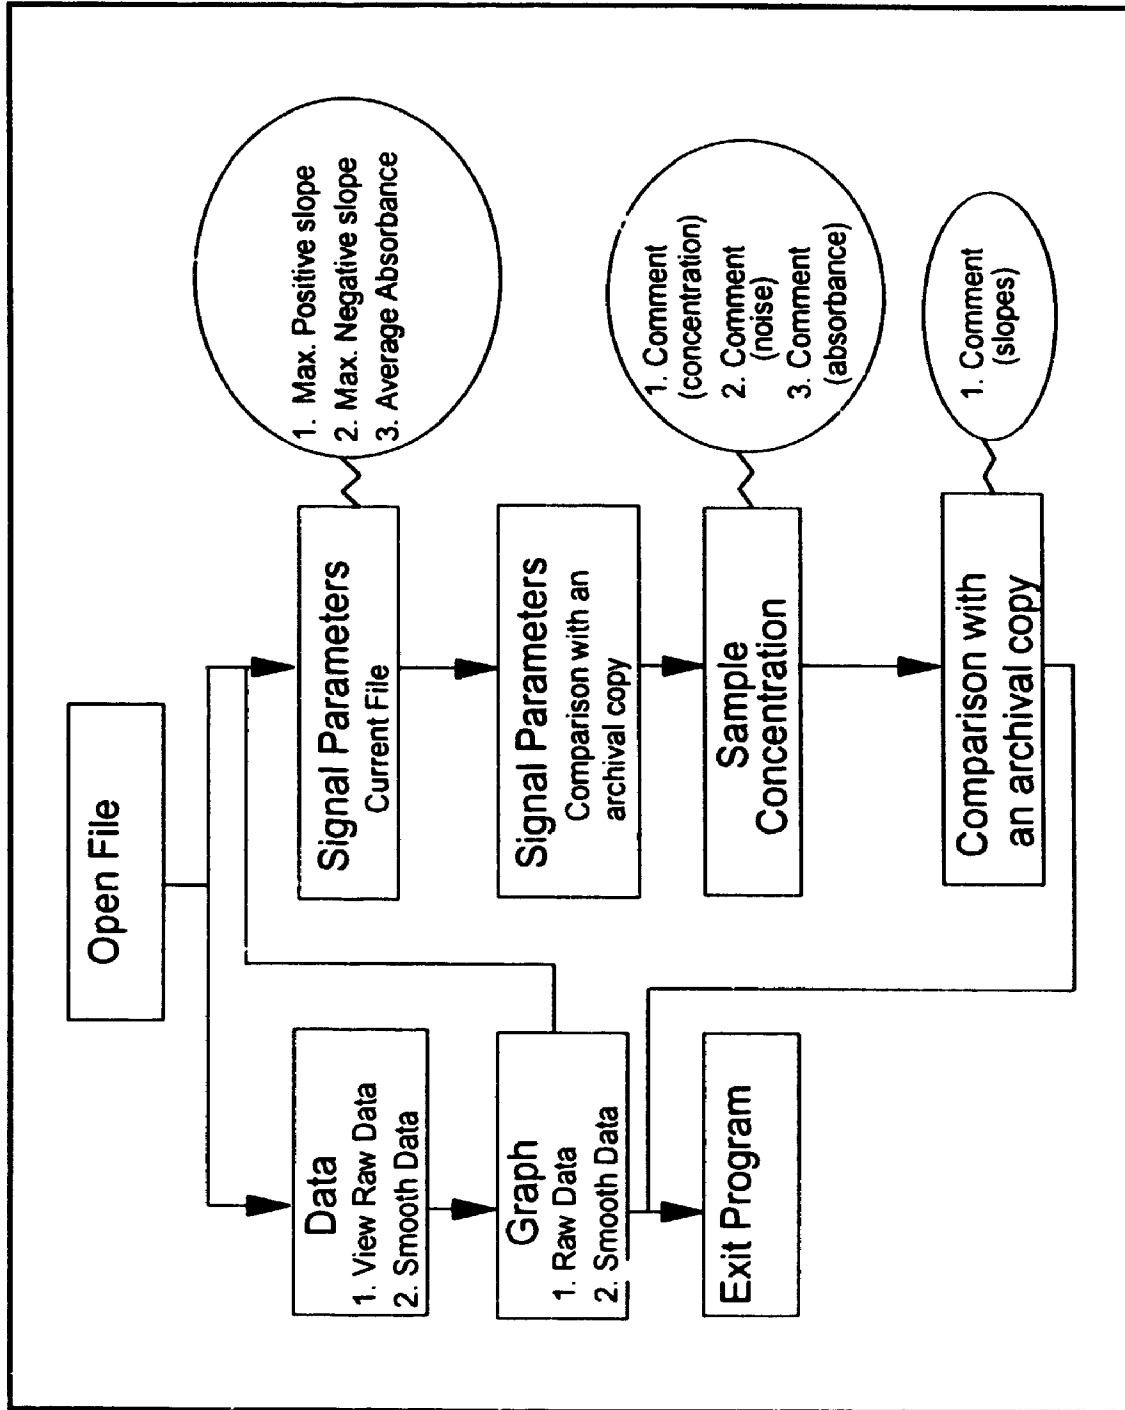 Open File
Data
1. View Raw Data
2. Smooth Data
Graph
1. Raw Data
2. Smooth Data
Exit Program
Signal Parameters
Current File
Signal Parameters
Comparison with an
archival copy
Sample
Concentration
Comparison with
an archival copy
1. Max. Positive slope
2. Max. Negative slope
3. Average Absorbance
1. Comment
(concentration)
2. Comment
(noise)
3. Comment
(absorbance)
1. Comment
(slopes)